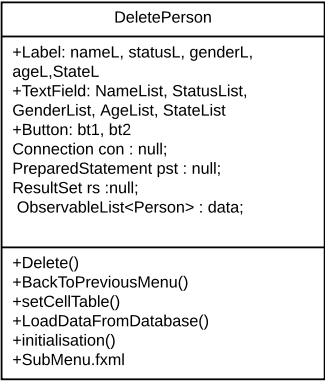 DeletePerson
+Label: nameL, statusL, genderL,
ageL,StateL
+TextField: NameList, StatusList,
GenderList, AgeList, StateList
+Button: bt1, bt2
Connection con : null;
PreparedStatement pst : null;
ResultSet rs :null;
ObservableList<Person> : data;
+Delete()
+BackToPreviousMenu()
+setCellTable()
+LoadDataFromDatabase()
+initialisation()
+SubMenu.fxml